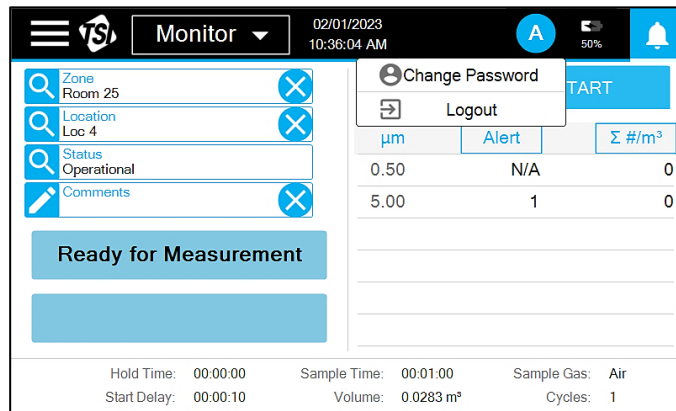 TSI
Monitor
02/01/2023
10:36:04 AM
A
50%
Zone
Room 25
Location
Loc 4
Status
Operational
Comments
Ready for Measurement
Change Password
Logout
TART
µm Alert Σ #/m³
0.50 N/A 0
5.00 1 0
Hold Time: 00:00:00 Sample Time: 00:01:00 Sample Gas: Air
Start Delay: 00:00:10 Volume: 0.0283 m³ Cycles: 1